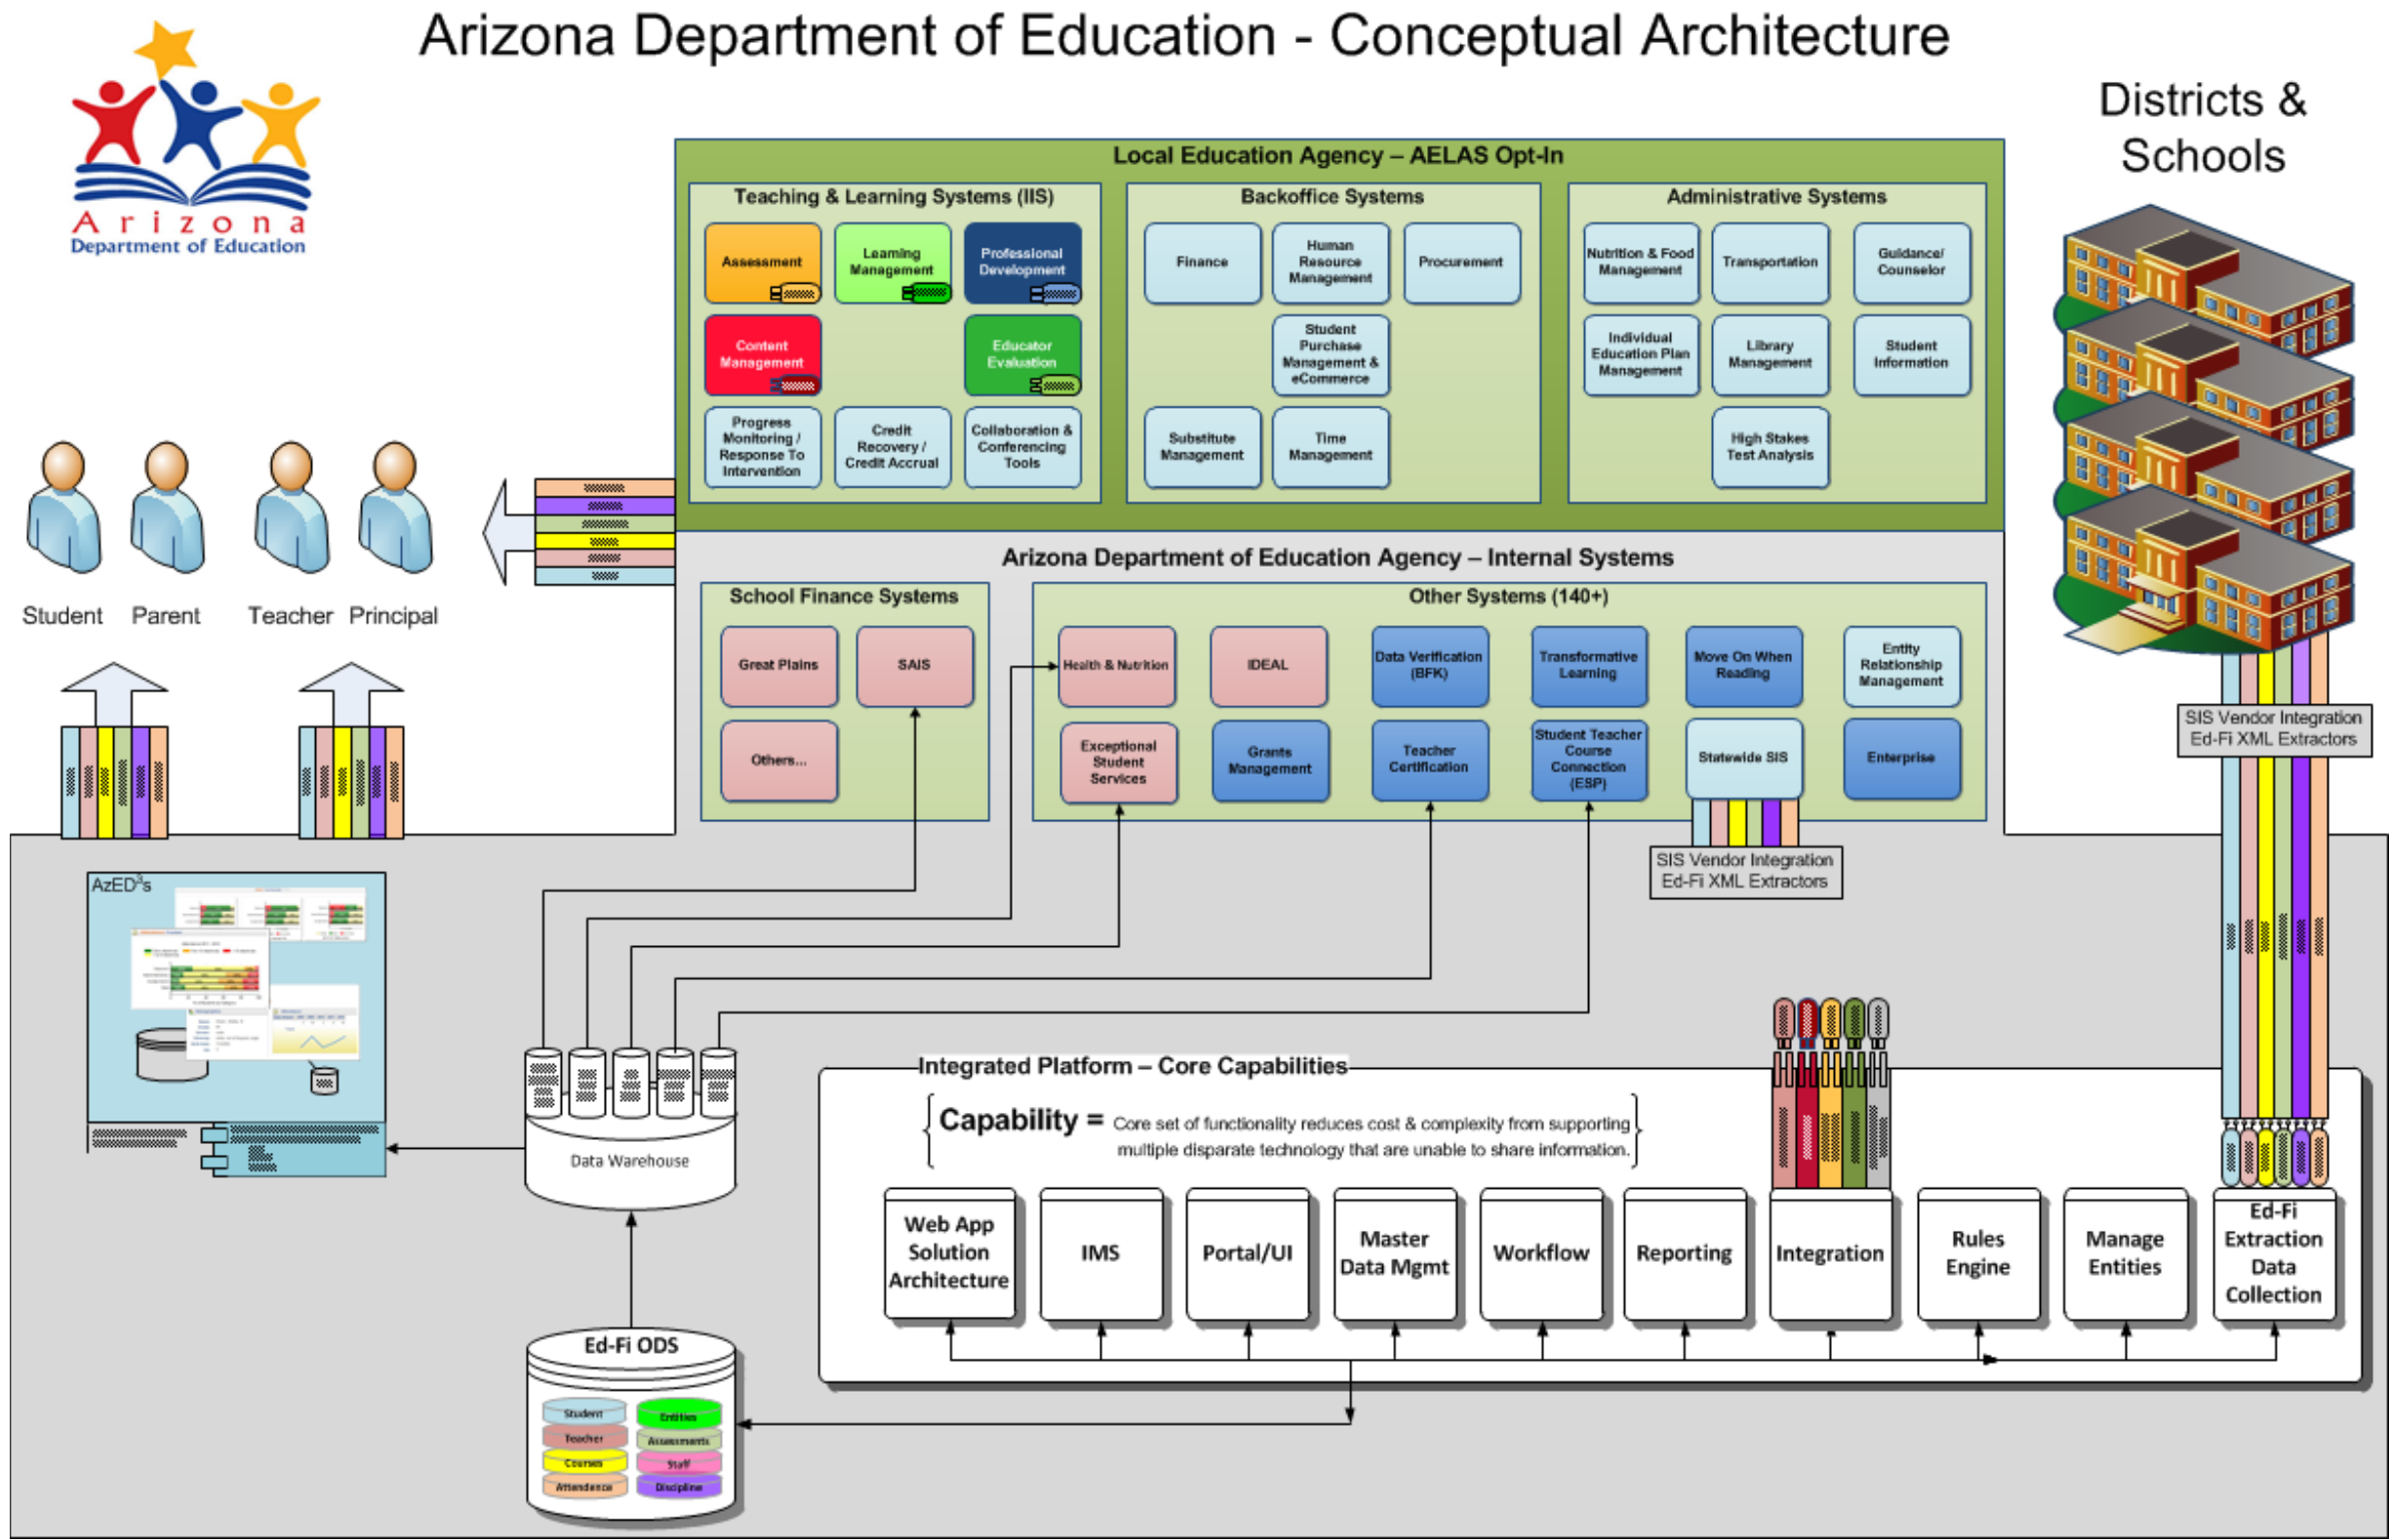 Arizona Department of Education - Conceptual Architecture
Arizona
Department of Education
Districts &
Schools
Local Education Agency – AELAS Opt-In
Teaching & Learning Systems (IIS)
Assessment
Learning
Management
Professional
Development
Content
Management
Educator
Evaluation
Progress
Monitoring /
Response To
Intervention
Credit
Recovery /
Credit Accrual
Collaboration &
Conferencing
Tools
Backoffice Systems
Finance
Human
Resource
Management
Procurement
Student
Purchase
Management &
eCommerce
Substitute
Management
Time
Management
Administrative Systems
Nutrition & Food
Management
Transportation
Guidance/
Counselor
Individual
Education Plan
Management
Library
Management
Student
Information
High Stakes
Test Analysis
Student
Parent
Teacher
Principal
Arizona Department of Education Agency – Internal Systems
School Finance Systems
Great Plains
SAIS
Others...
Other Systems (140+)
Health & Nutrition
IDEAL
Data Verification
(BFK)
Transformative
Learning
Move On When
Reading
Entity
Relationship
Management
Exceptional
Student
Services
Grants
Management
Teacher
Certification
Student Teacher
Course
Connection
(ESP)
Statewide SIS
Enterprise
SIS Vendor Integration
Ed-Fi XML Extractors
SIS Vendor Integration
Ed-Fi XML Extractors
AzED³s
Data Warehouse
Integrated Platform – Core Capabilities
Capability = Core set of functionality reduces cost & complexity from supporting
multiple disparate technology that are unable to share information.
Web App
Solution
Architecture
IMS
Portal/UI
Master
Data Mgmt
Workflow
Reporting
Integration
Rules
Engine
Manage
Entities
Ed-Fi
Extraction
Data
Collection
Ed-Fi ODS
Student
Teacher
Courses
Attendence
Entities
Assessments
Staff
Discipline